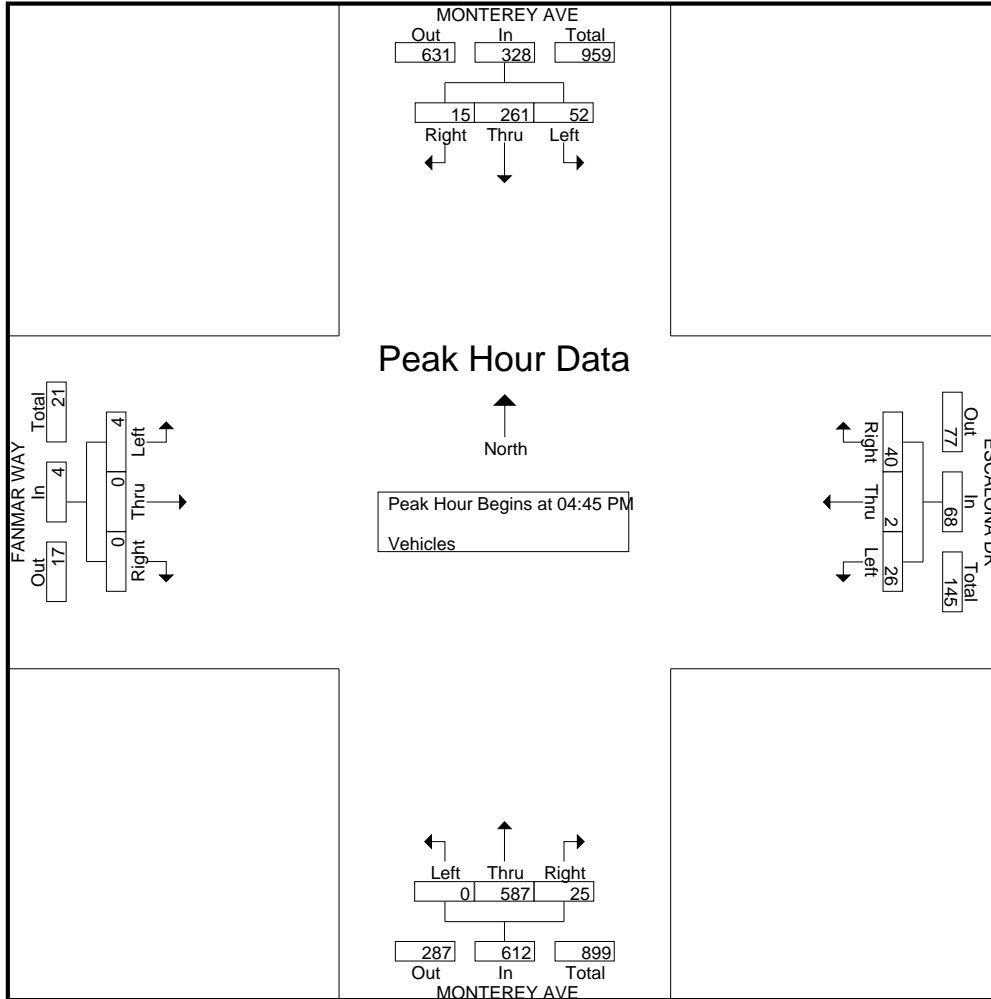 MONTEREY AVE
Out In Total
631 328 959
15 261 52
Right Thru Left
Peak Hour Data
North
Peak Hour Begins at 04:45 PM
Vehicles
FANMAR WAY
Total In Out
21 4 17
4 0 0
Left Thru Right
ESCALONA DR
Out In Total
77 68 145
40 2 26
Right Thru Left
Left Thru Right
0 587 25
287 612 899
Out In Total
MONTEREY AVE